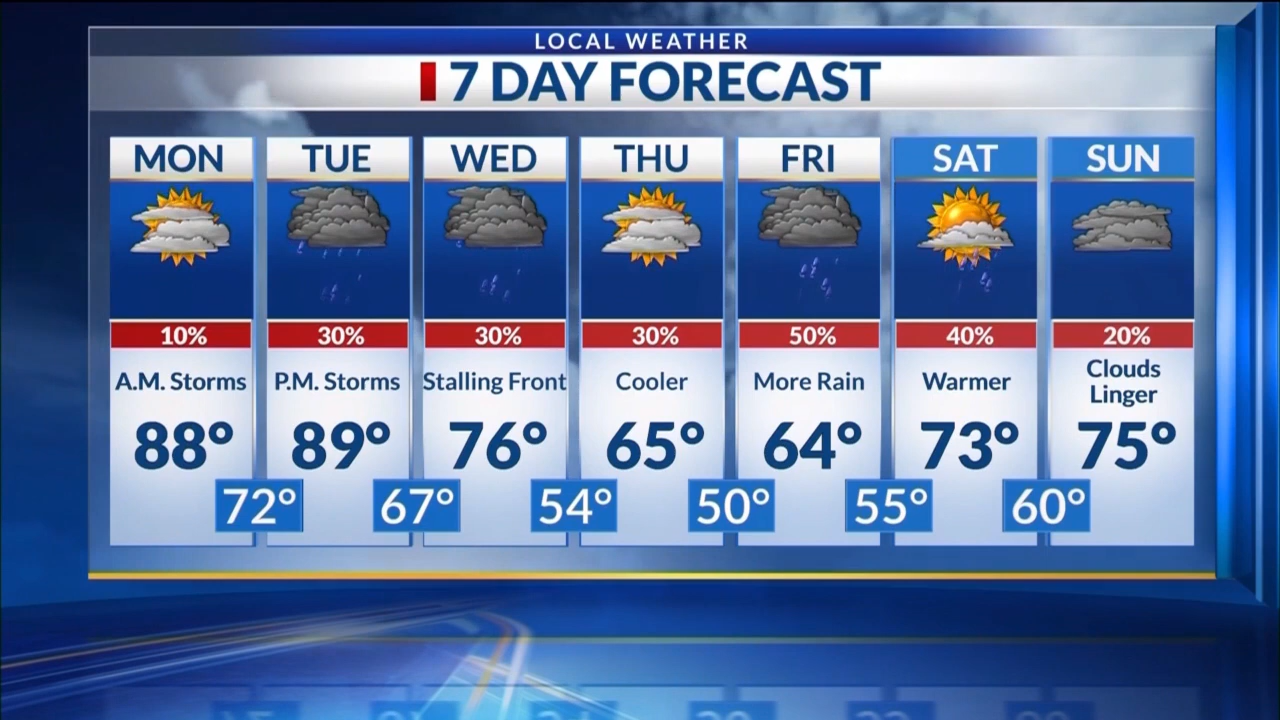 LOCAL WEATHER
7 DAY FORECAST
MON TUE WED THU FRI SAT SUN
10% 30% 30% 30% 50% 40% 20%
A.M. Storms P.M. Storms Stalling Front Cooler More Rain Warmer Clouds Linger
88° 89° 76° 65° 64° 73° 75°
72° 67° 54° 50° 55° 60°